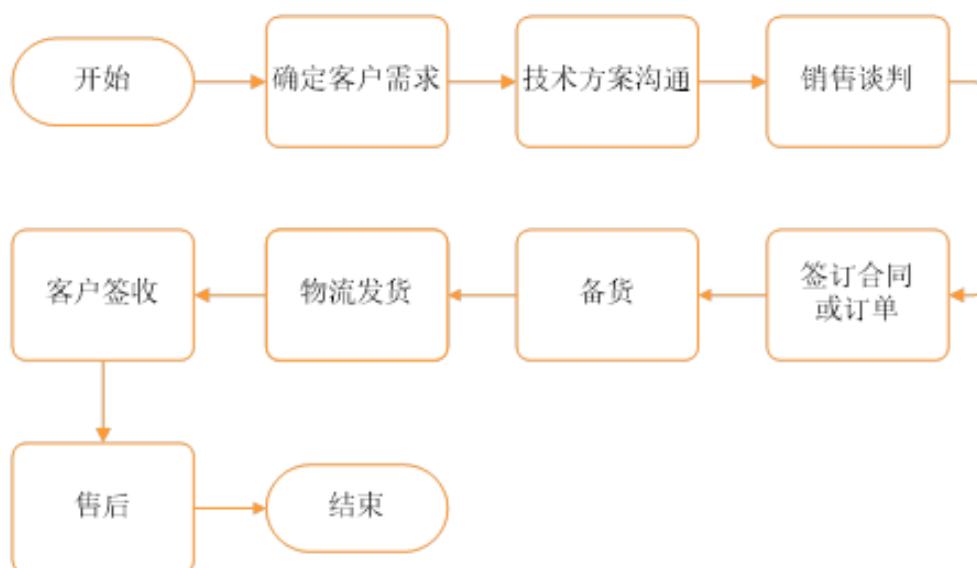 开始
确定客户需求
技术方案沟通
销售谈判
签订合同
或订单
备货
物流发货
客户签收
售后
结束